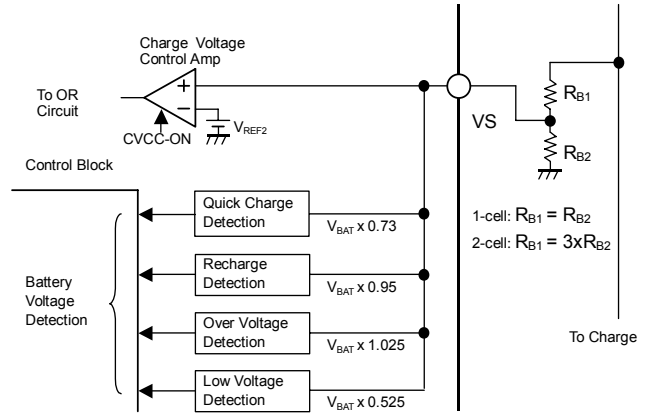 Charge Voltage
Control Amp
To OR
Circuit
+
−
CVCC-ON
VREF2
VS
RB1
RB2
Control Block
Quick Charge
Detection
VBAT x 0.73
1-cell: RB1 = RB2
2-cell: RB1 = 3xRB2
Recharge
Detection
VBAT x 0.95
Battery
Voltage
Detection
Over Voltage
Detection
VBAT x 1.025
To Charge
Low Voltage
Detection
VBAT x 0.525